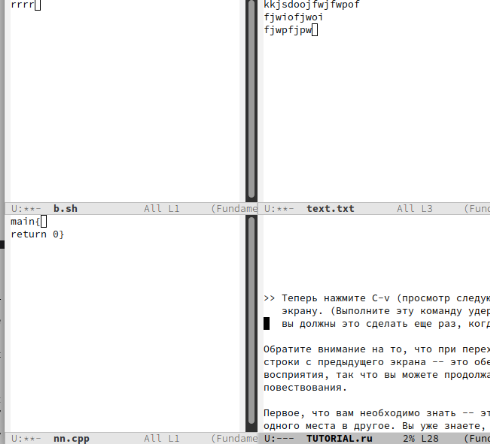 rrrr
U:**-  b.sh           All L1     (Fundame
kkjsdoojfwjfwpof
fjwiofjwoi
fjwpfjpw
U:**-  text.txt       All L3     (Fund
main{
return 0}
U:**-  nn.cpp         All L1     (Fundame
>> Теперь нажмите C-v (просмотр следую
экрану. (Выполните эту команду удер
вы должны это сделать еще раз, когд
Обратите внимание на то, что при перех
строки с предыдущего экрана -- это обе
восприятия, так что вы можете продолжа
повествования.
Первое, что вам необходимо знать -- эт
одного места в другое. Вы уже знаете,
U:---  TUTORIAL.ru     2% L28    (Fund